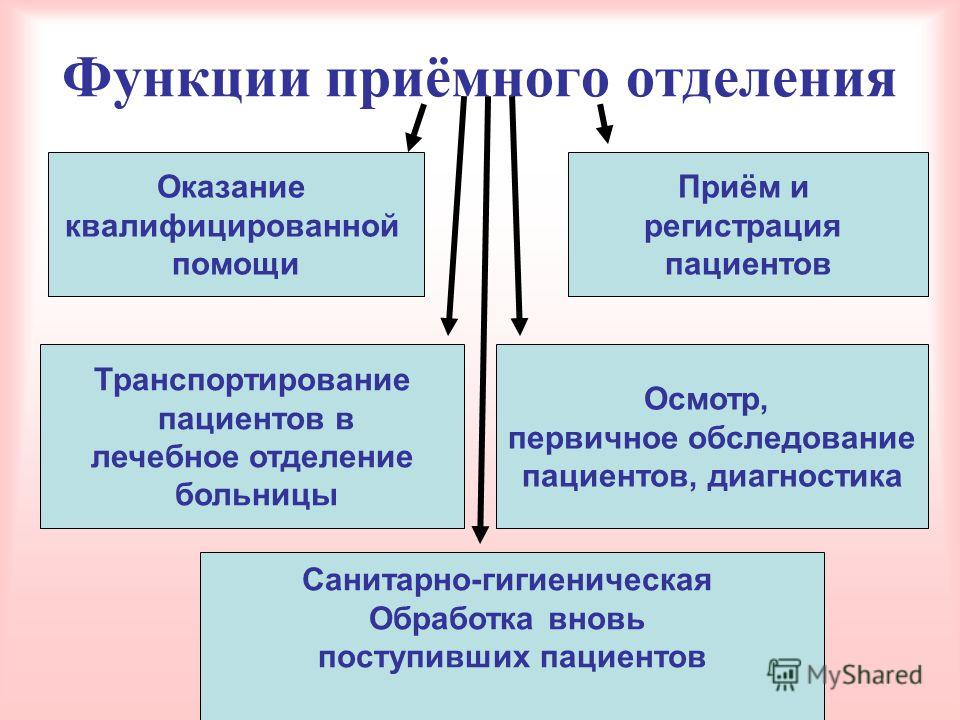 Функции приёмного отделения
Оказание
квалифицированной
помощи
Приём и
регистрация
пациентов
Транспортирование
пациентов в
лечебное отделение
больницы
Осмотр,
первичное обследование
пациентов, диагностика
Санитарно-гигиеническая
Обработка вновь
поступивших пациентов
MyShared